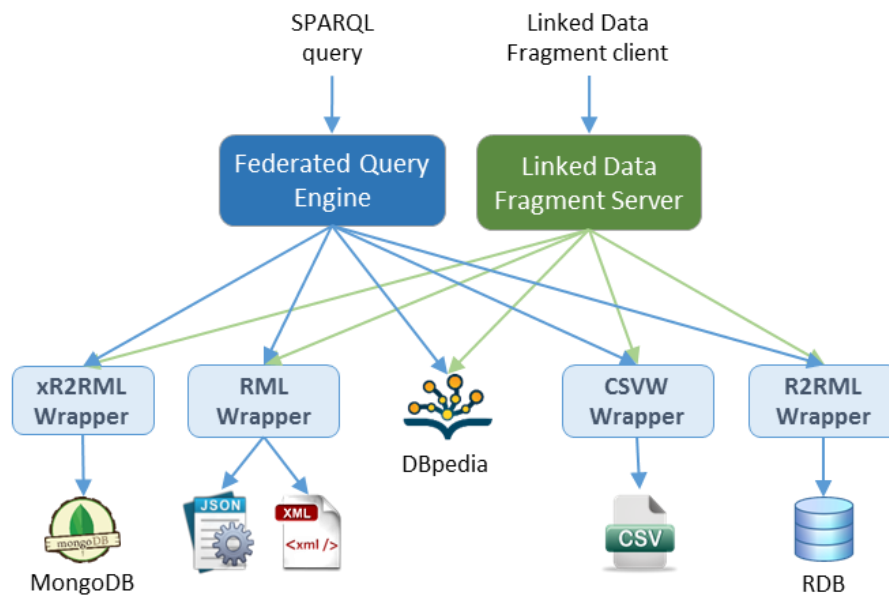 SPARQL
query
Linked Data
Fragment client
Federated Query
Engine
Linked Data
Fragment Server
xR2RML
Wrapper
RML
Wrapper
DBpedia
CSVW
Wrapper
R2RML
Wrapper
mongoDB
MongoDB
JSON
XML
<xml />
CSV
RDB